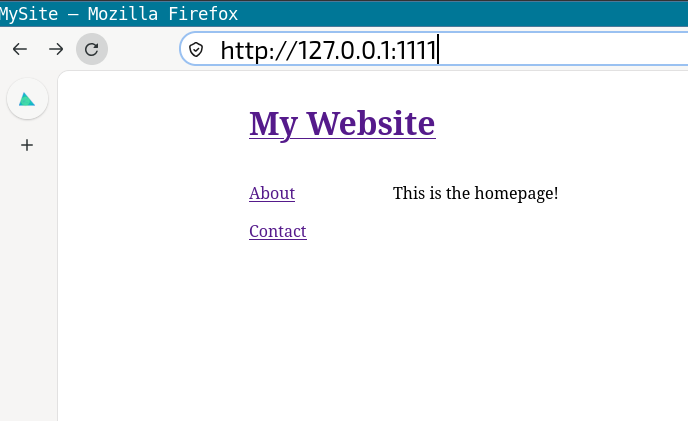 MySite — Mozilla Firefox
http://127.0.0.1:1111
My Website
About
This is the homepage!
Contact